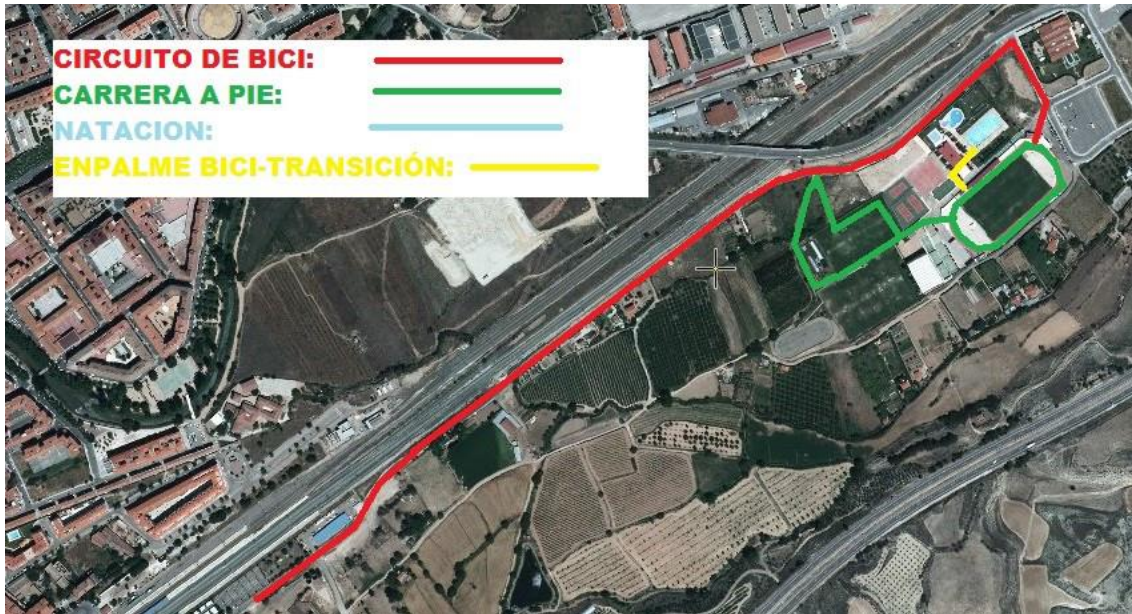 CIRCUITO DE BICI:
CARRERA A PIE:
NATACION:
ENPALME BICI-TRANSICIÓN: